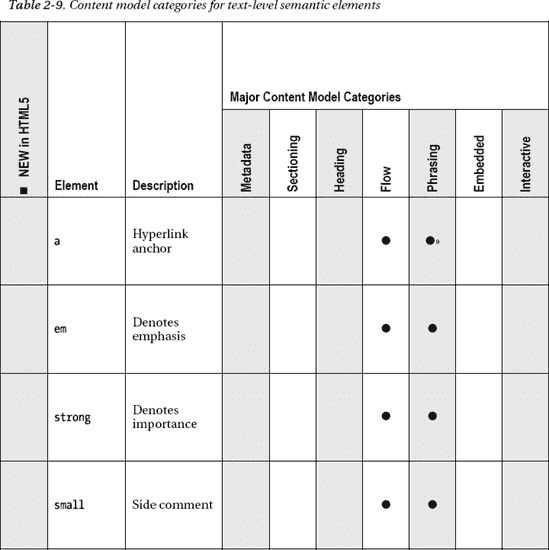 Table 2-9. Content model categories for text-level semantic elements
■ NEW in HTML5
Element
Description
Major Content Model Categories
Metadata
Sectioning
Heading
Flow
Phrasing
Embedded
Interactive
a
Hyperlink
anchor
●
●9
em
Denotes
emphasis
●
●
strong
Denotes
importance
●
●
small
Side comment
●
●